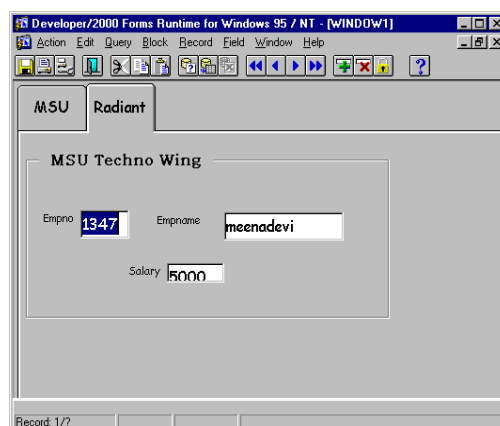 Developer/2000 Forms Runtime for Windows 95 / NT - [WINDOW1]
Action Edit Query Block Record Field Window Help
MSU Radiant
MSU Techno Wing
Empno 1347 Empname meenadevi
Salary 5000
Record: 1/?